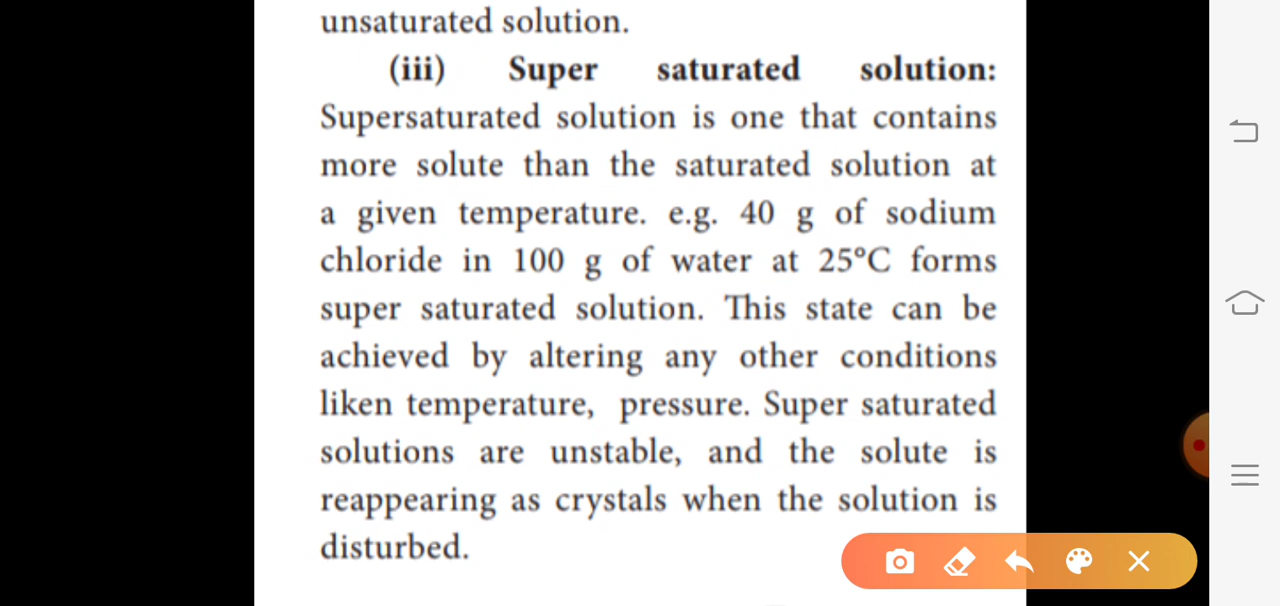 unsaturated solution.
(iii) Super saturated solution:
Supersaturated solution is one that contains
more solute than the saturated solution at
a given temperature. e.g. 40 g of sodium
chloride in 100 g of water at 25°C forms
super saturated solution. This state can be
achieved by altering any other conditions
liken temperature, pressure. Super saturated
solutions are unstable, and the solute is
reappearing as crystals when the solution is
disturbed.